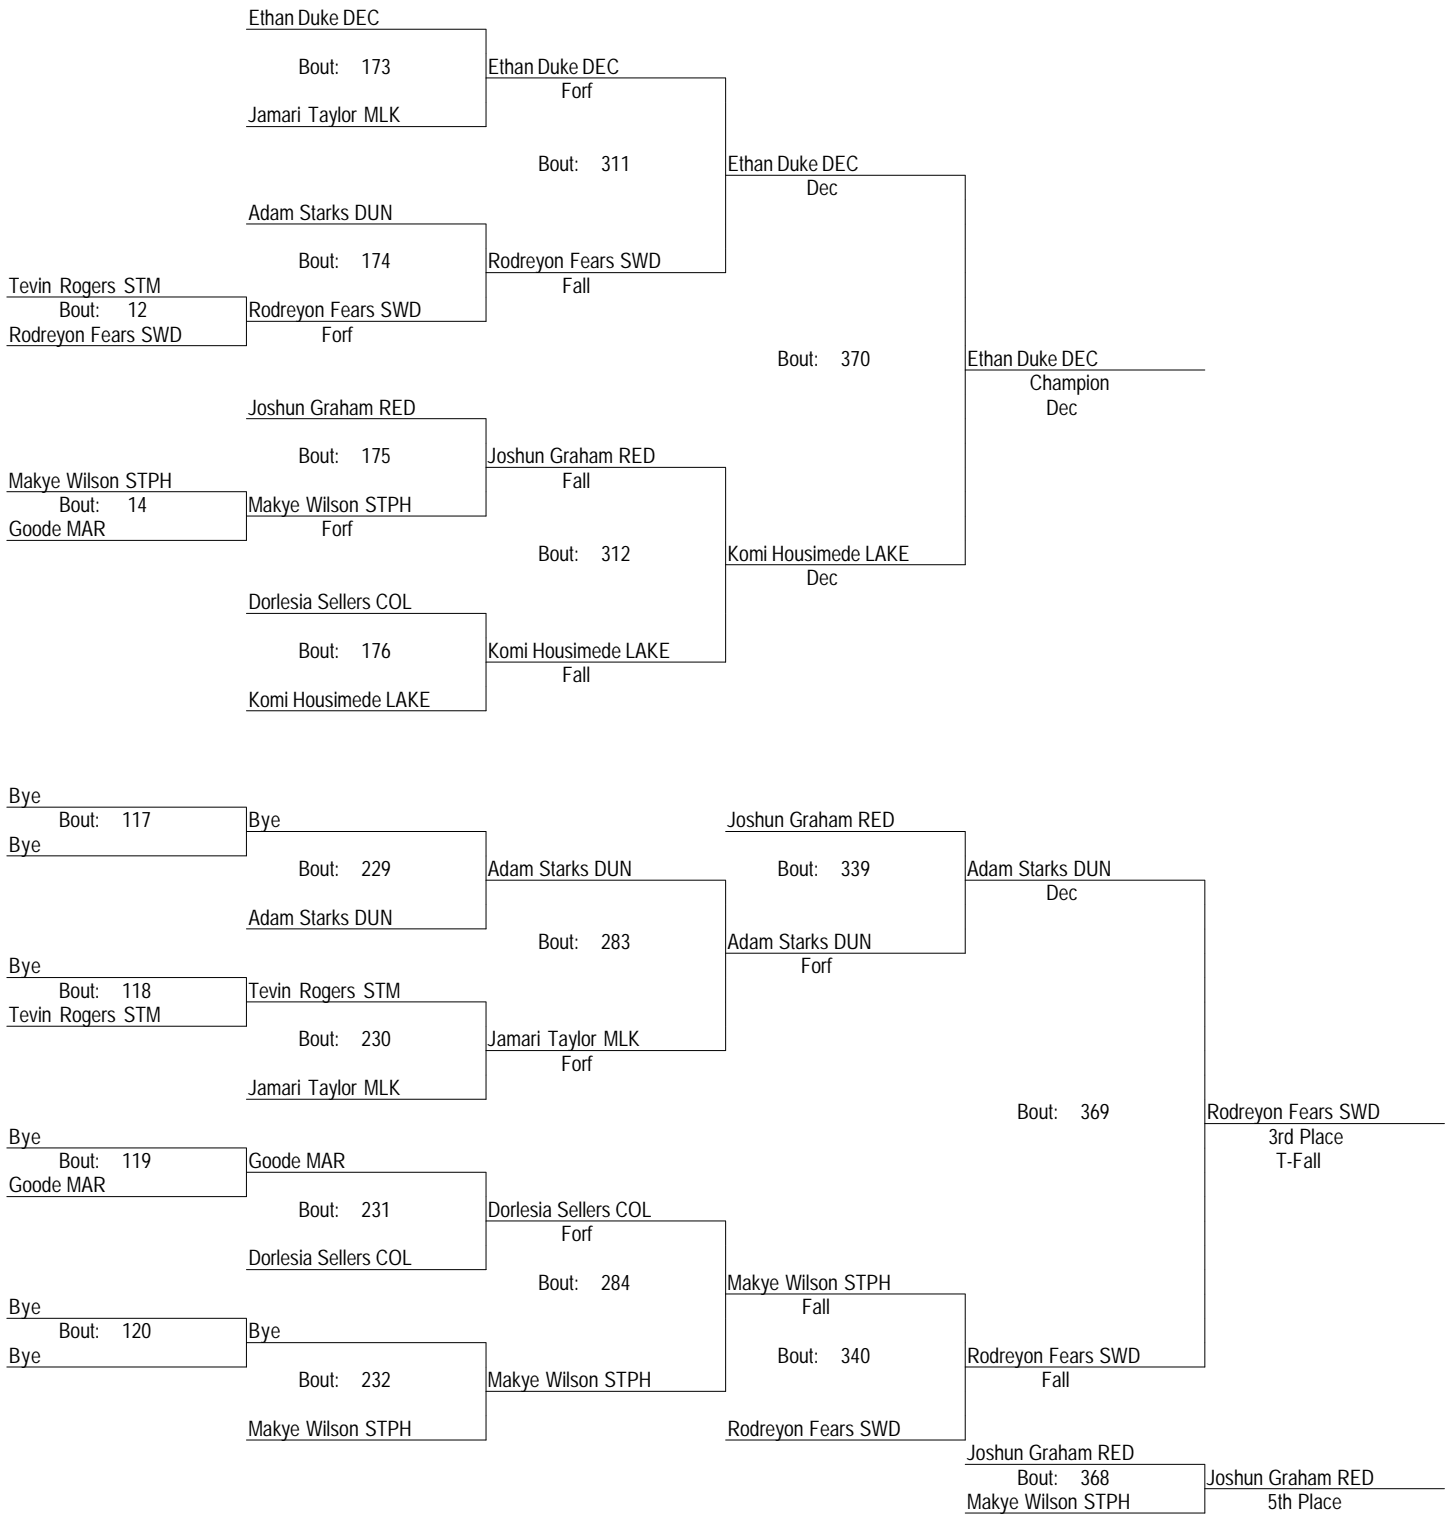 Ethan Duke DEC
Bout: 173
Ethan Duke DEC
Forf
Jamari Taylor MLK
Bout: 311
Ethan Duke DEC
Dec
Adam Starks DUN
Bout: 174
Rodreyon Fears SWD
Fall
Tevin Rogers STM
Bout: 12
Rodreyon Fears SWD
Rodreyon Fears SWD
Forf
Bout: 370
Ethan Duke DEC
Champion
Dec
Joshun Graham RED
Bout: 175
Joshun Graham RED
Fall
Makye Wilson STPH
Bout: 14
Makye Wilson STPH
Goode MAR
Forf
Bout: 312
Komi Housimede LAKE
Dec
Dorlesia Sellers COL
Bout: 176
Komi Housimede LAKE
Fall
Komi Housimede LAKE
Bye
Bout: 117
Bye
Bye
Joshun Graham RED
Bout: 229
Adam Starks DUN
Bout: 339
Adam Starks DUN
Dec
Adam Starks DUN
Bout: 283
Adam Starks DUN
Forf
Bye
Bout: 118
Tevin Rogers STM
Tevin Rogers STM
Bout: 230
Jamari Taylor MLK
Forf
Jamari Taylor MLK
Bout: 369
Rodreyon Fears SWD
3rd Place
T-Fall
Bye
Bout: 119
Goode MAR
Goode MAR
Bout: 231
Dorlesia Sellers COL
Forf
Dorlesia Sellers COL
Bout: 284
Makye Wilson STPH
Fall
Bye
Bout: 120
Bye
Bye
Bout: 340
Rodreyon Fears SWD
Fall
Bout: 232
Makye Wilson STPH
Makye Wilson STPH
Rodreyon Fears SWD
Joshun Graham RED
Bout: 368
Joshun Graham RED
Makye Wilson STPH
5th Place